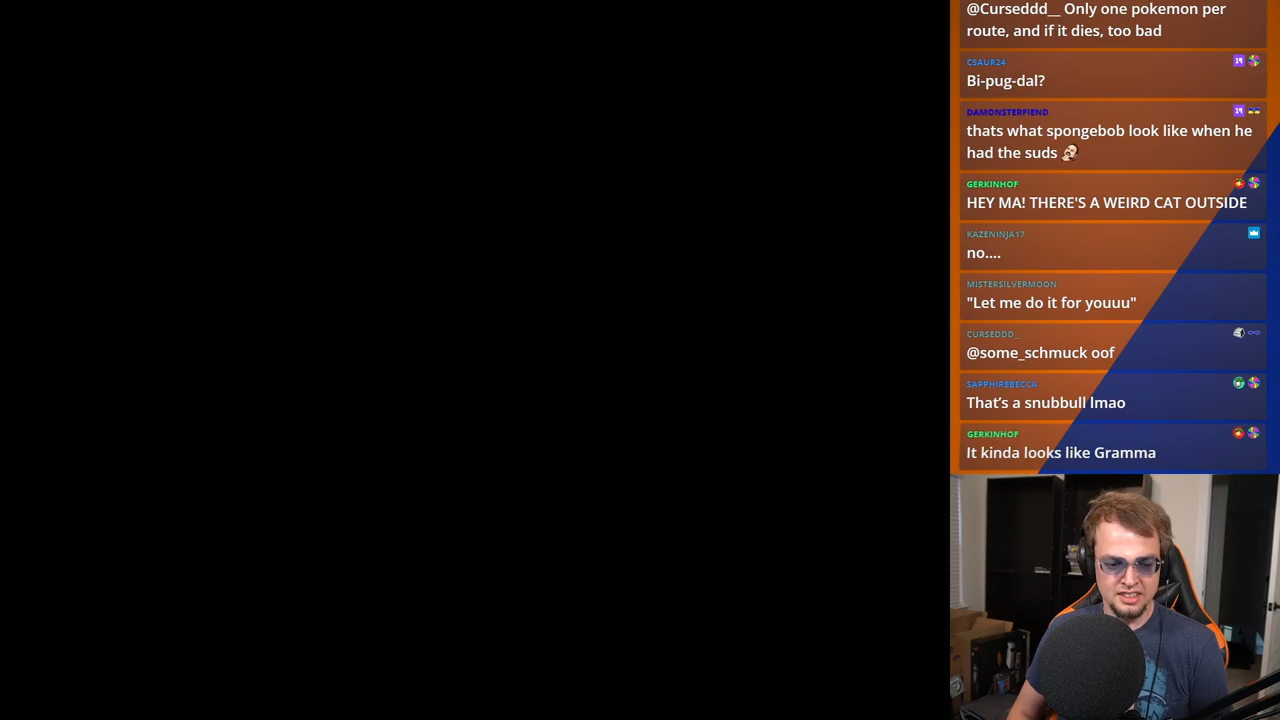 @Curseddd__ Only one pokemon per
route, and if it dies, too bad
CSAUR24
Bi-pug-dal?
DAMONSTERFIEND
thats what spongebob look like when he
had the suds
GERKINHOF
HEY MA! THERE'S A WEIRD CAT OUTSIDE
KAZENINJA17
no....
MISTERSILVERMOON
"Let me do it for youuu"
CURSEDDD__
@some_schmuck oof
SAPPHIREBECCA
That’s a snubbull lmao
GERKINHOF
It kinda looks like Gramma